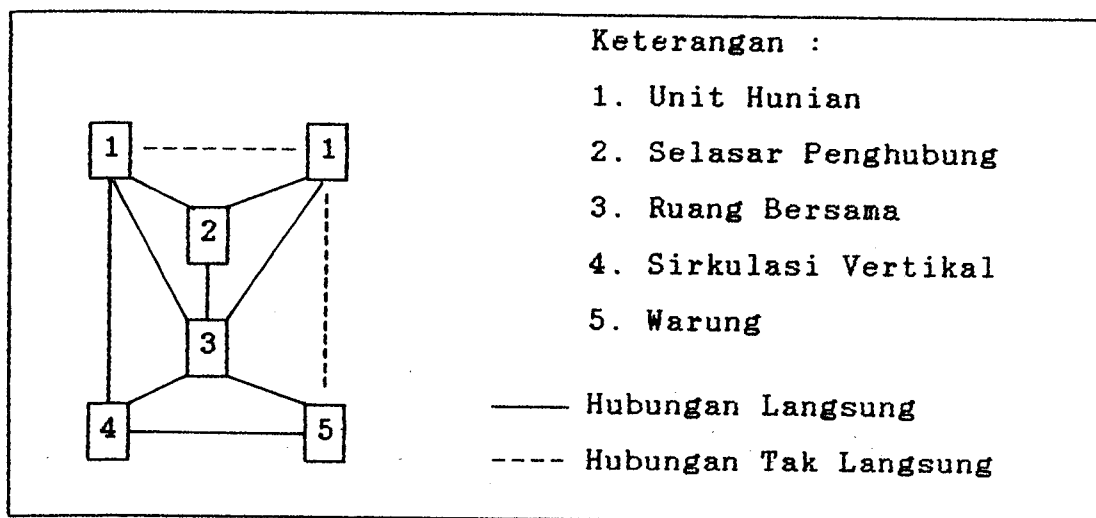 Keterangan :
1. Unit Hunian
2. Selasar Penghubung
3. Ruang Bersama
4. Sirkulasi Vertikal
5. Warung
Hubungan Langsung
Hubungan Tak Langsung
1 1
2
3
4 5